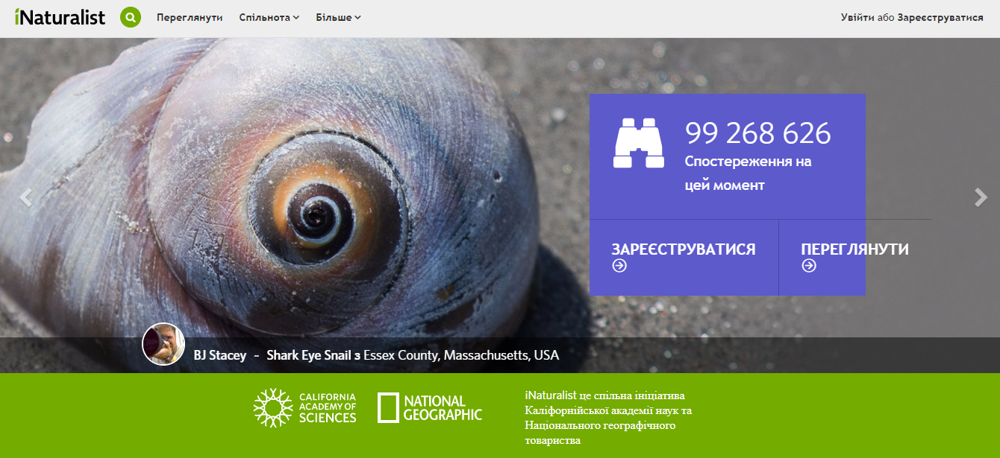 iNaturalist
Переглянути Спільнота Більше
Увійти або Зареєструватися
99 268 626
Спостереження на
цей момент
ЗАРЕЄСТРУВАТИСЯ
ПЕРЕГЛЯНУТИ
BJ Stacey ~ Shark Eye Snail з Essex County, Massachusetts, USA
CALIFORNIA
ACADEMY OF
SCIENCES
NATIONAL
GEOGRAPHIC
iNaturalist це спільна ініціатива
Каліфорнійської академії наук та
Національного географічного
товариства